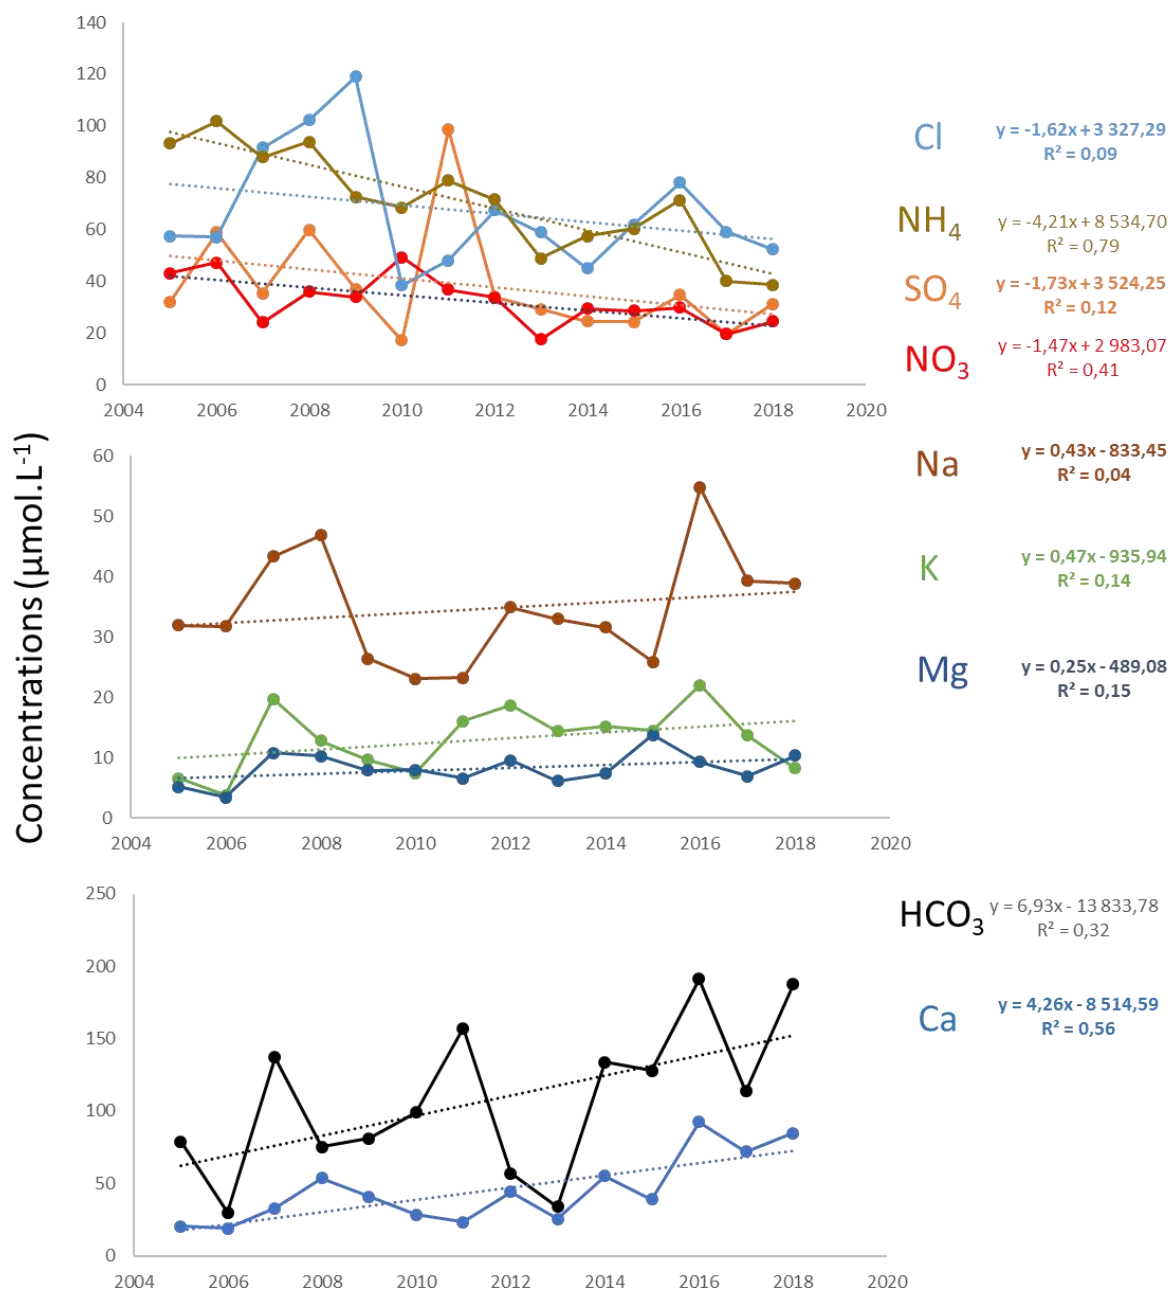 Concentrations (µmol.L⁻¹)
140
120
100
80
60
40
20
0
2004 2006 2008 2010 2012 2014 2016 2018 2020
Cl
y = -1,62x + 3 327,29
R² = 0,09
NH₄
y = -4,21x + 8 534,70
R² = 0,79
SO₄
y = -1,73x + 3 524,25
R² = 0,12
NO₃
y = -1,47x + 2 983,07
R² = 0,41
60
50
40
30
20
10
0
2004 2006 2008 2010 2012 2014 2016 2018 2020
Na
y = 0,43x - 833,45
R² = 0,04
K
y = 0,47x - 935,94
R² = 0,14
Mg
y = 0,25x - 489,08
R² = 0,15
250
200
150
100
50
0
2004 2006 2008 2010 2012 2014 2016 2018 2020
HCO₃
y = 6,93x - 13 833,78
R² = 0,32
Ca
y = 4,26x - 8 514,59
R² = 0,56